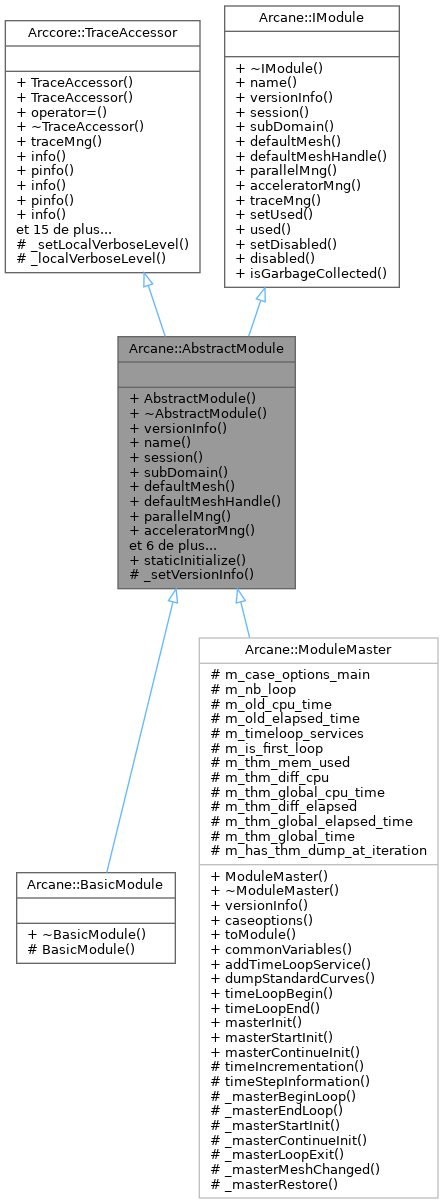 Arccore::TraceAccessor
+ TraceAccessor()
+ TraceAccessor()
+ operator=()
+ ~TraceAccessor()
+ traceMng()
+ info()
+ pinfo()
+ info()
+ pinfo()
+ info()
et 15 de plus...
# _setLocalVerboseLevel()
# _localVerboseLevel()
Arcane::IModule
+ ~IModule()
+ name()
+ versionInfo()
+ session()
+ subDomain()
+ defaultMesh()
+ defaultMeshHandle()
+ parallelMng()
+ acceleratorMng()
+ traceMng()
+ setUsed()
+ used()
+ setDisabled()
+ disabled()
+ isGarbageCollected()
Arcane::AbstractModule
+ AbstractModule()
+ ~AbstractModule()
+ versionInfo()
+ name()
+ session()
+ subDomain()
+ defaultMesh()
+ defaultMeshHandle()
+ parallelMng()
+ acceleratorMng()
et 6 de plus...
+ staticInitialize()
# _setVersionInfo()
Arcane::BasicModule
+ ~BasicModule()
# BasicModule()
Arcane::ModuleMaster
# m_case_options_main
# m_nb_loop
# m_old_cpu_time
# m_old_elapsed_time
# m_timeloop_services
# m_is_first_loop
# m_thm_mem_used
# m_thm_diff_cpu
# m_thm_global_cpu_time
# m_thm_diff_elapsed
# m_thm_global_elapsed_time
# m_thm_global_time
# m_has_thm_dump_at_iteration
+ ModuleMaster()
+ ~ModuleMaster()
+ versionInfo()
+ caseoptions()
+ toModule()
+ commonVariables()
+ addTimeLoopService()
+ dumpStandardCurves()
+ timeLoopBegin()
+ timeLoopEnd()
+ masterInit()
+ masterStartInit()
+ masterContinueInit()
# timeIncrementation()
# timeStepInformation()
# _masterBeginLoop()
# _masterEndLoop()
# _masterStartInit()
# _masterContinueInit()
# _masterLoopExit()
# _masterMeshChanged()
# _masterRestore()